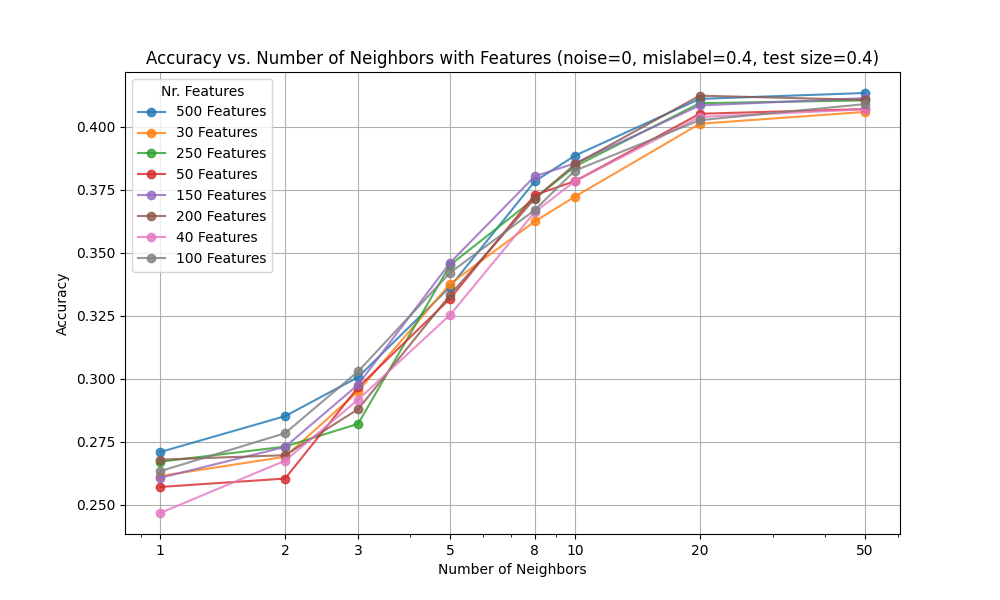 Accuracy vs. Number of Neighbors with Features (noise=0, mislabel=0.4, test size=0.4)
Nr. Features
500 Features
30 Features
250 Features
50 Features
150 Features
200 Features
40 Features
100 Features
Accuracy
0.400
0.375
0.350
0.325
0.300
0.275
0.250
1 2 3 5 8 10 20 50
Number of Neighbors